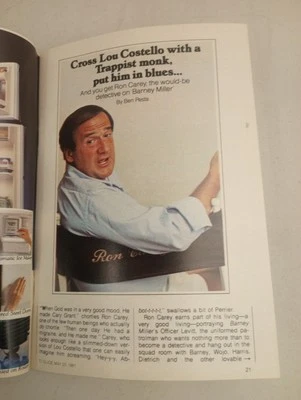 Cross Lou Costello with a
Trappist monk,
put him in blues...
And you get Ron Carey, the would-be
detective on 'Barney Miller'
By Ben Pesta
Ron
"When God was in a very good mood, He
made Cary Grant," chortles Ron Carey,
one of the few human beings who actually
do chortle. "Then one day He had a
migraine, and He made me." Carey, who
looks enough like a slimmed-down ver-
sion of Lou Costello that one can easily
imagine him screaming, "Heyyy, Ab-
swallows a bit of Perrier.
Ron Carey earns part of his living—a
very good living—portraying Barney
Miller's Officer Levitt, the uniformed pa-
trolman who wants nothing more than to
become a detective and hang out in the
squad room with Barney, Wojo, Harris,
Dietrich and the other lovable →
21